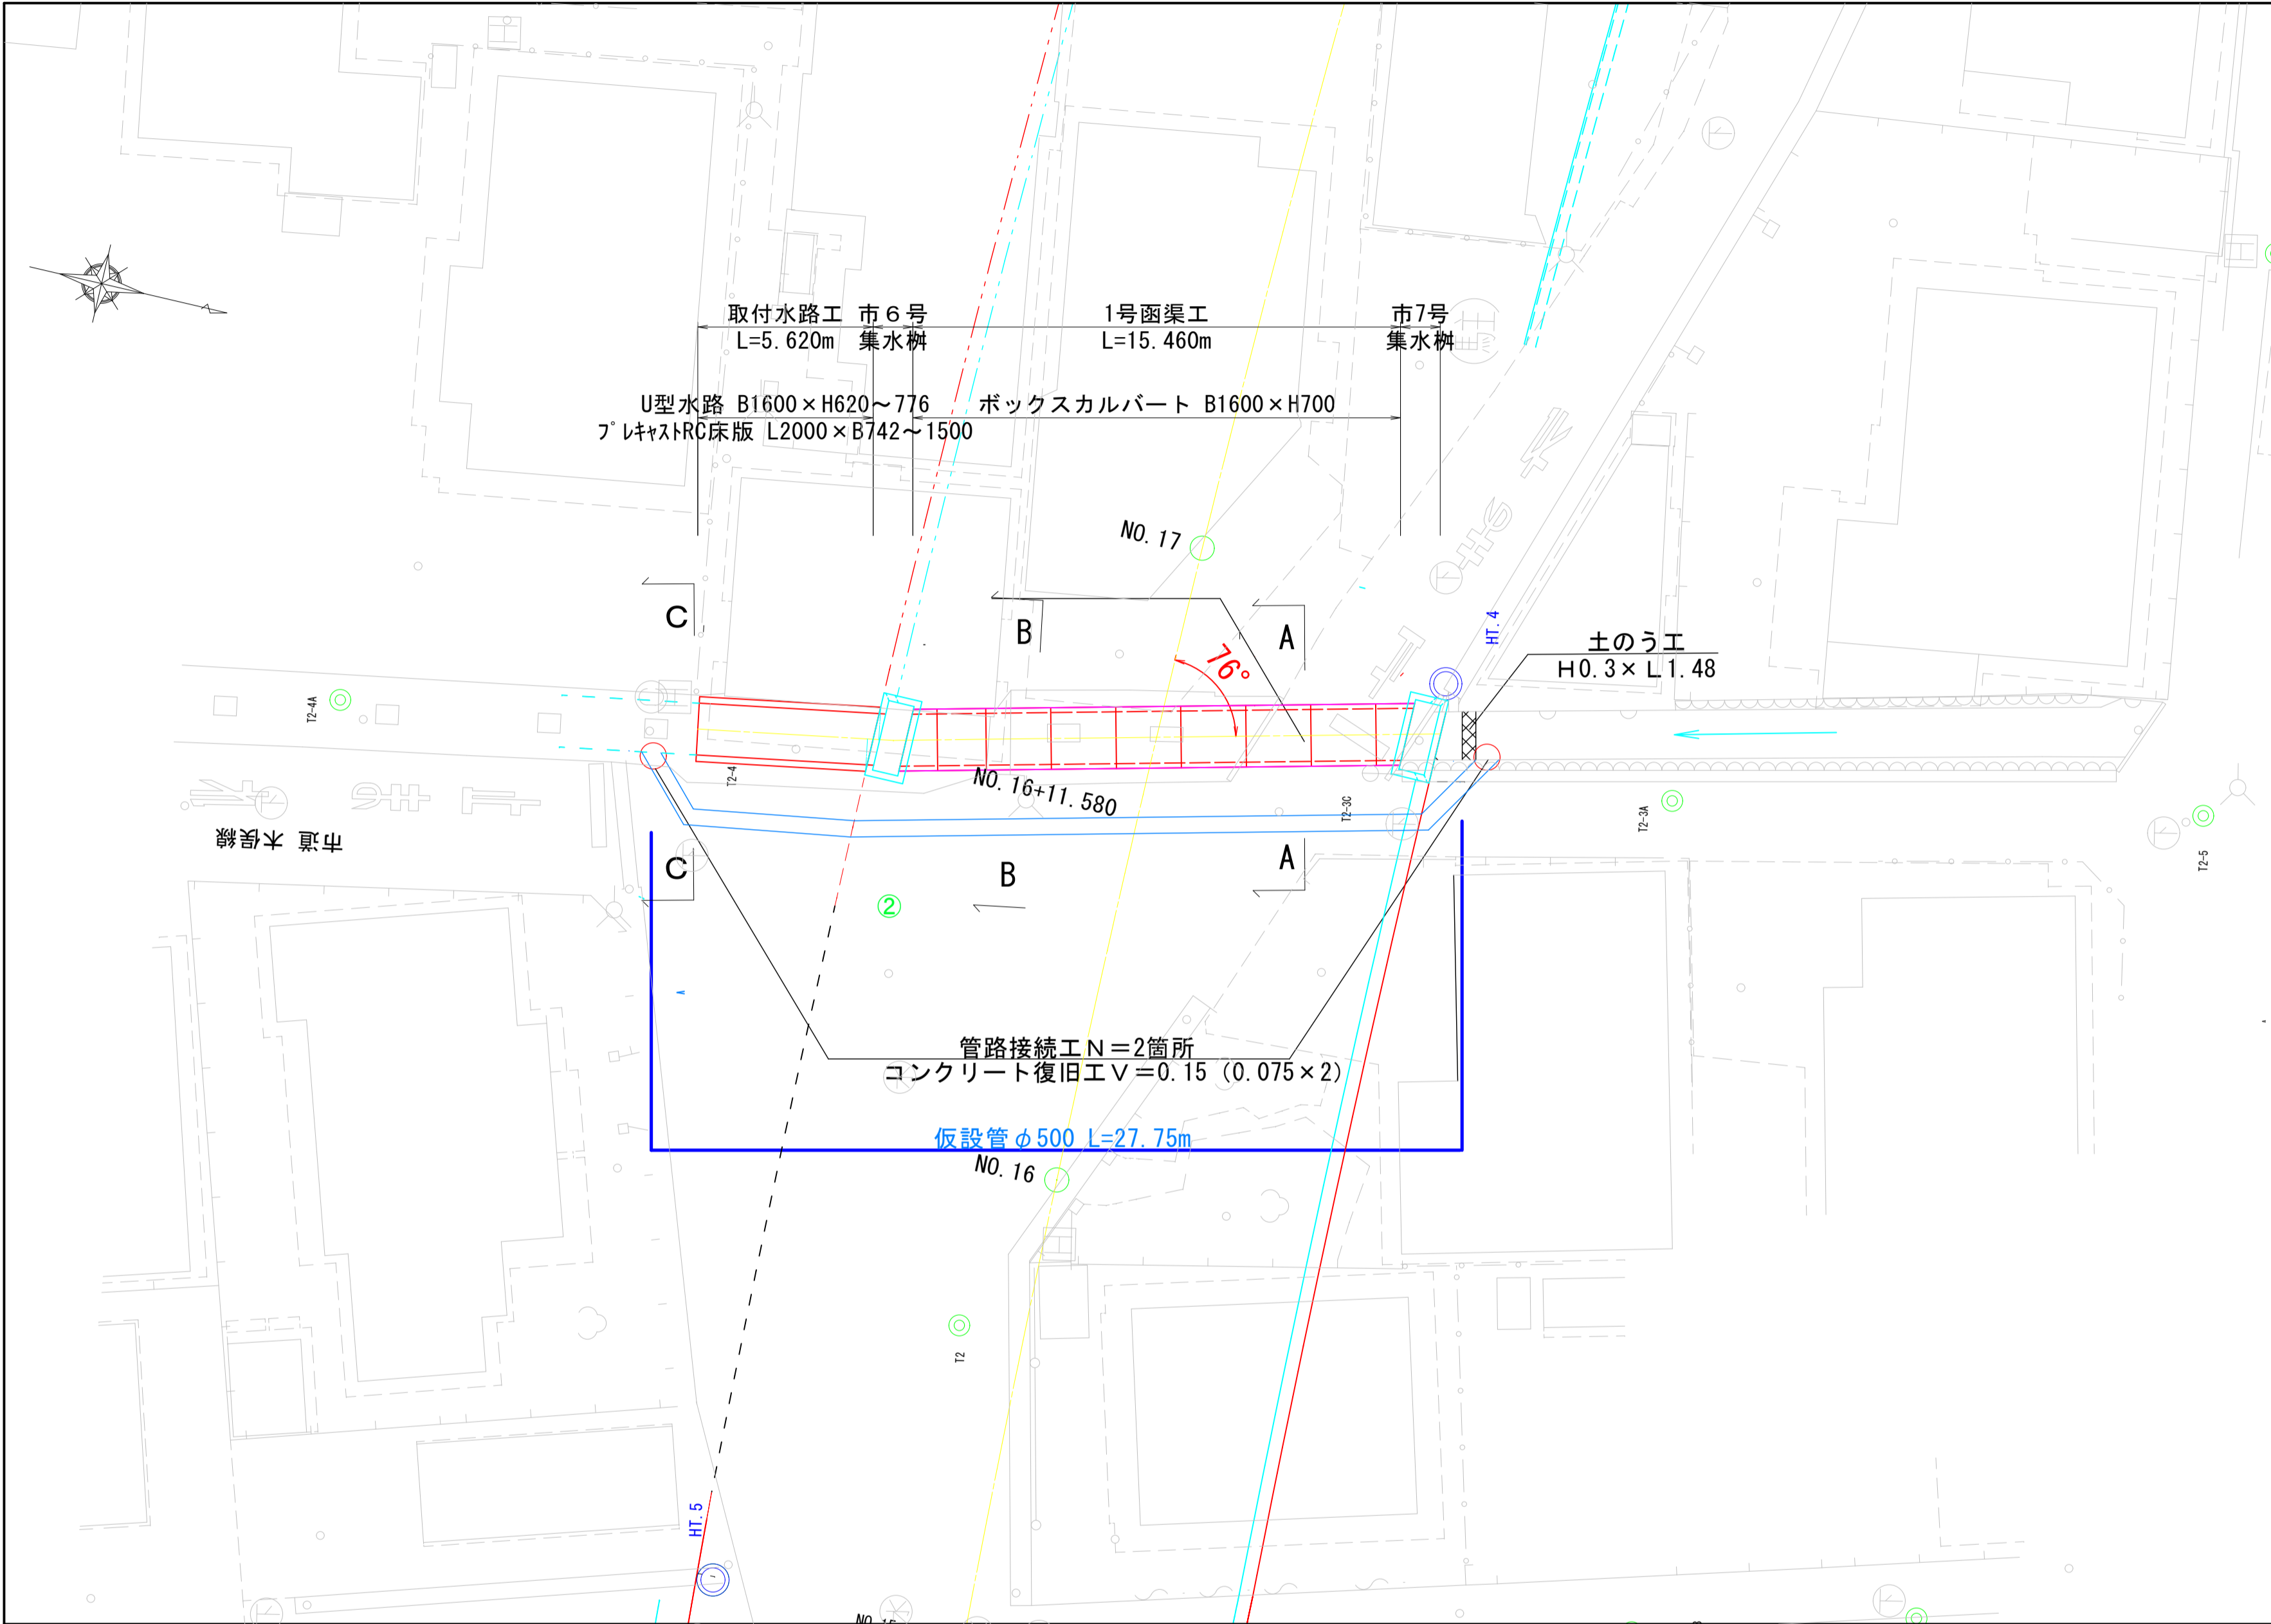 取付水路工 市６号 1号函渠工 市7号
L=5.620m 集水桝 L=15.460m 集水桝
U型水路 B1600×H620～776 ボックスカルバート B1600×H700
ﾌﾟﾚｷｬｽﾄRC床版 L2000×B742～1500
NO.17
C
B
A
76°
HT.4
土のう工
Ｈ0.3×Ｌ1.48
T2-4A
T2-4
NO.16+11.580
T2-3C
T2-3A
T2-5
市道 水俣線
C
B
A
②
管路接続工Ｎ＝2箇所
コンクリート復旧工Ｖ＝0.15（0.075×2）
仮設管φ500 L=27.75m
NO.16
T2
HT.5